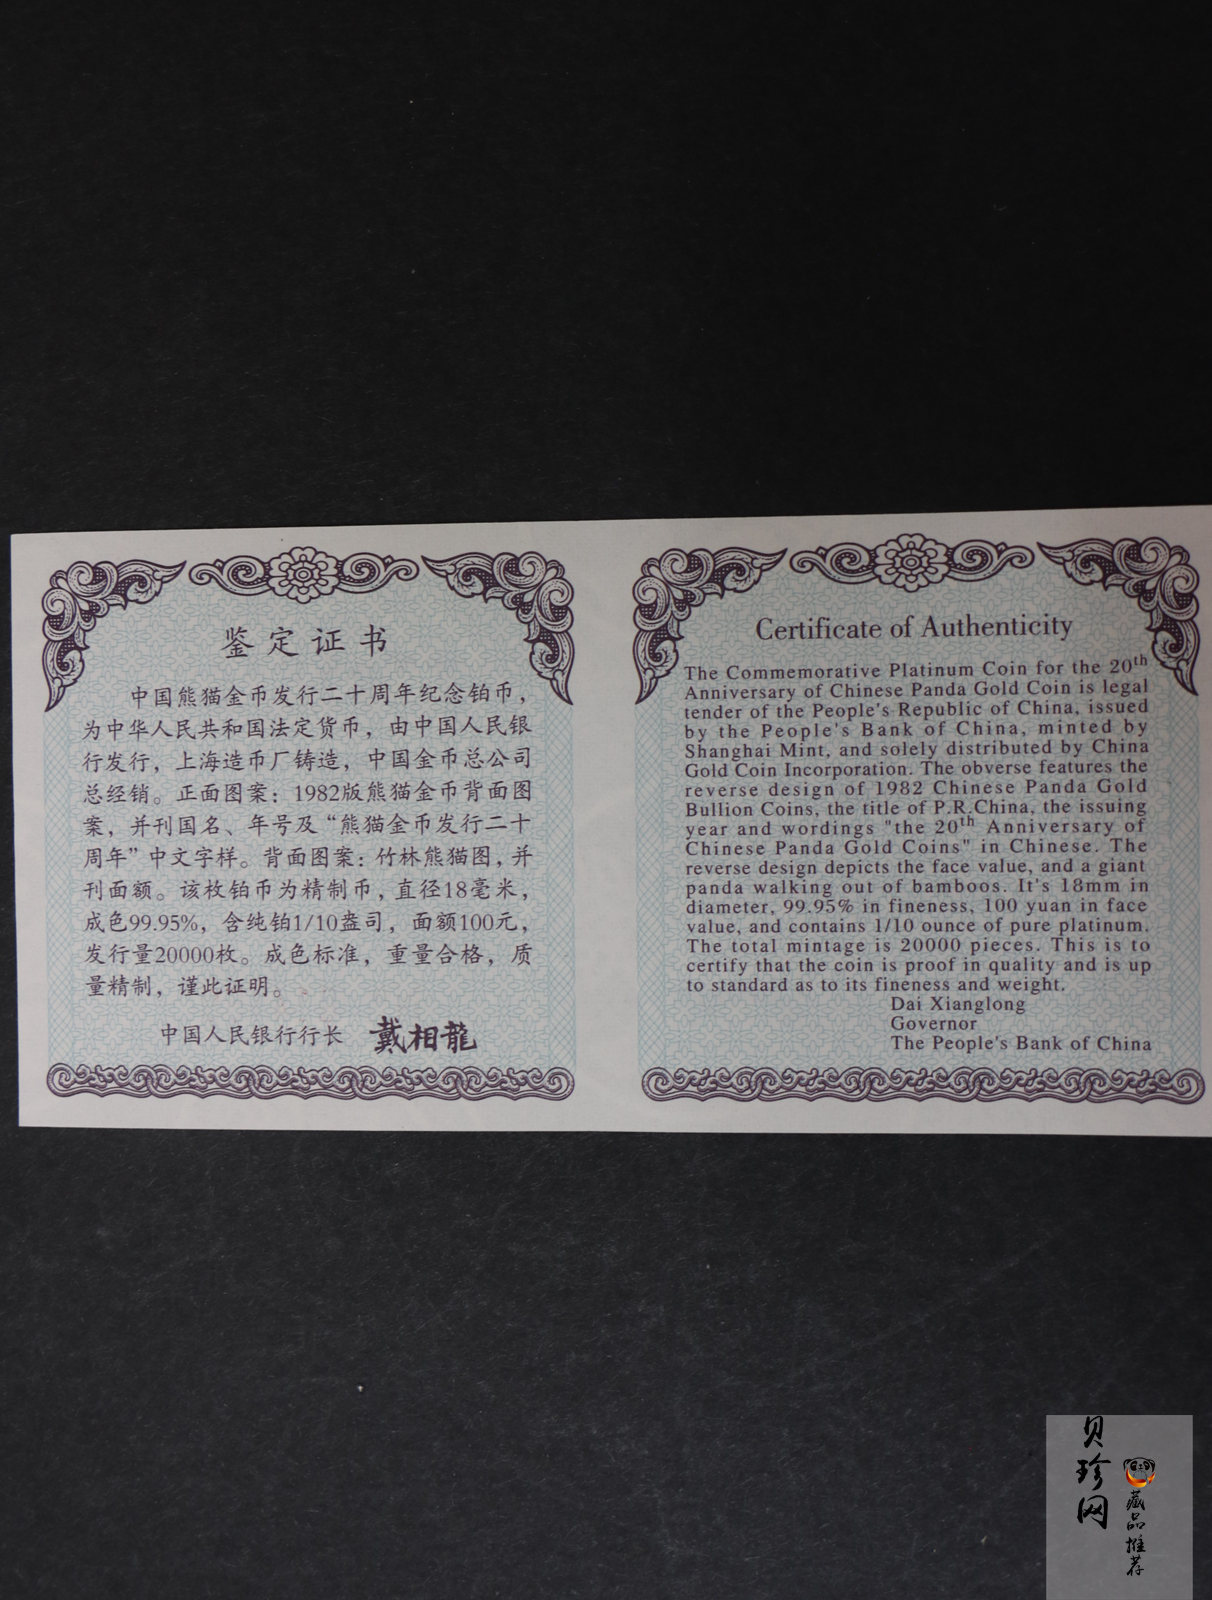 鉴定证书
中国熊猫金币发行二十周年纪念铂币，
为中华人民共和国法定货币，由中国人民银
行发行，上海造币厂铸造，中国金币总公司
总经销。正面图案：1982版熊猫金币背面图
案，并刊国名、年号及“熊猫金币发行二十
周年”中文字样。背面图案：竹林熊猫图，并
刊面额。该枚铂币为精制币，直径18毫米，
成色99.95%，含纯铂1/10盎司，面额100元，
发行量20000枚。成色标准，重量合格，质
量精制，谨此证明。
中国人民银行行长 戴相龍
Certificate of Authenticity
The Commemorative Platinum Coin for the 20th
Anniversary of Chinese Panda Gold Coin is legal
tender of the People's Republic of China, issued
by the People's Bank of China, minted by
Shanghai Mint, and solely distributed by China
Gold Coin Incorporation. The obverse features the
reverse design of 1982 Chinese Panda Gold
Bullion Coins, the title of P.R.China, the issuing
year and wordings "the 20th Anniversary of
Chinese Panda Gold Coins" in Chinese. The
reverse design depicts the face value, and a giant
panda walking out of bamboos. It's 18mm in
diameter, 99.95% in fineness, 100 yuan in face
value, and contains 1/10 ounce of pure platinum.
The total mintage is 20000 pieces. This is to
certify that the coin is proof in quality and is up
to standard as to its fineness and weight.
Dai Xianglong
Governor
The People's Bank of China
贝珍网
藏品推荐